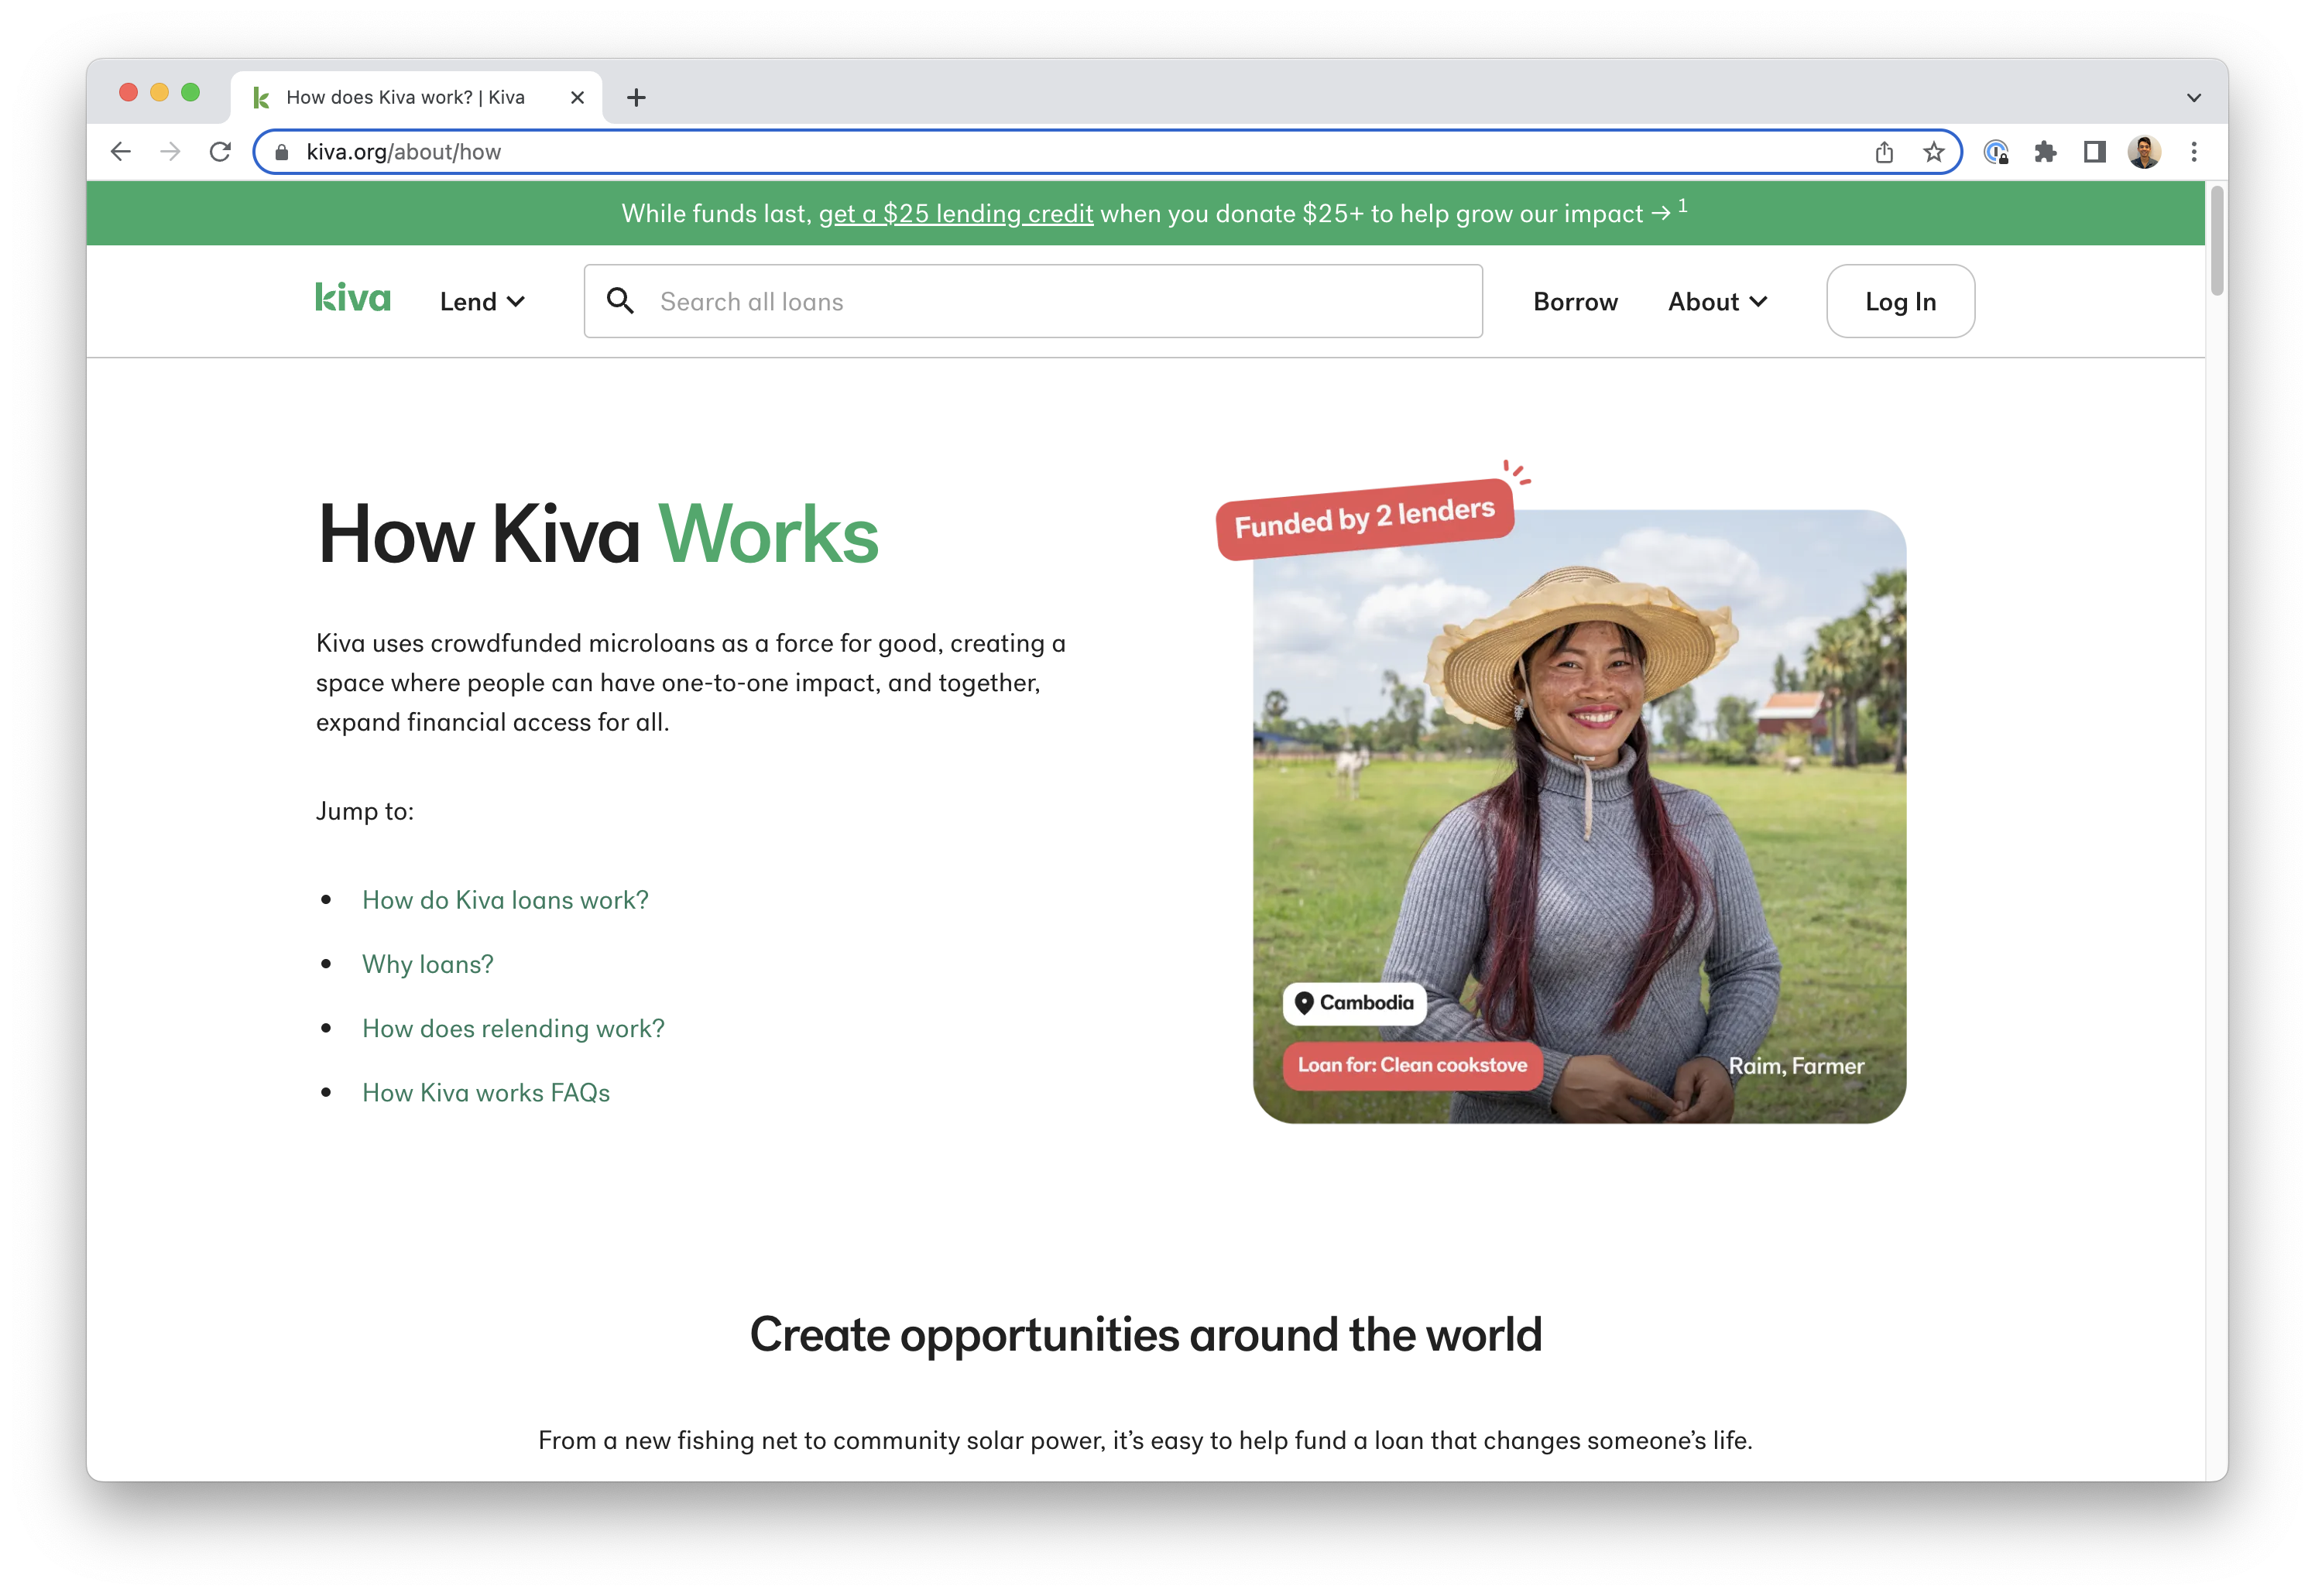 How does Kiva work? | Kiva
kiva.org/about/how
While funds last, get a $25 lending credit when you donate $25+ to help grow our impact → 1
kiva
Lend
Search all loans
Borrow
About
Log In
How Kiva Works
Kiva uses crowdfunded microloans as a force for good, creating a
space where people can have one-to-one impact, and together,
expand financial access for all.
Jump to:
How do Kiva loans work?
Why loans?
How does relending work?
How Kiva works FAQs
Funded by 2 lenders
Cambodia
Loan for: Clean cookstove
Raim, Farmer
Create opportunities around the world
From a new fishing net to community solar power, it’s easy to help fund a loan that changes someone’s life.